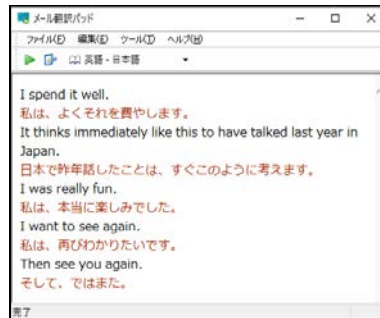 メール翻訳パッド
ファイル(F) 編集(E) ツール(T) ヘルプ(H)
英語 - 日本語
I spend it well.
私は、よくそれを費やします。
It thinks immediately like this to have talked last year in
Japan.
日本で昨年話したことは、すぐこのように考えます。
I was really fun.
私は、本当に楽しみでした。
I want to see again.
私は、再びわかりたいです。
Then see you again.
そして、ではまた。
完了